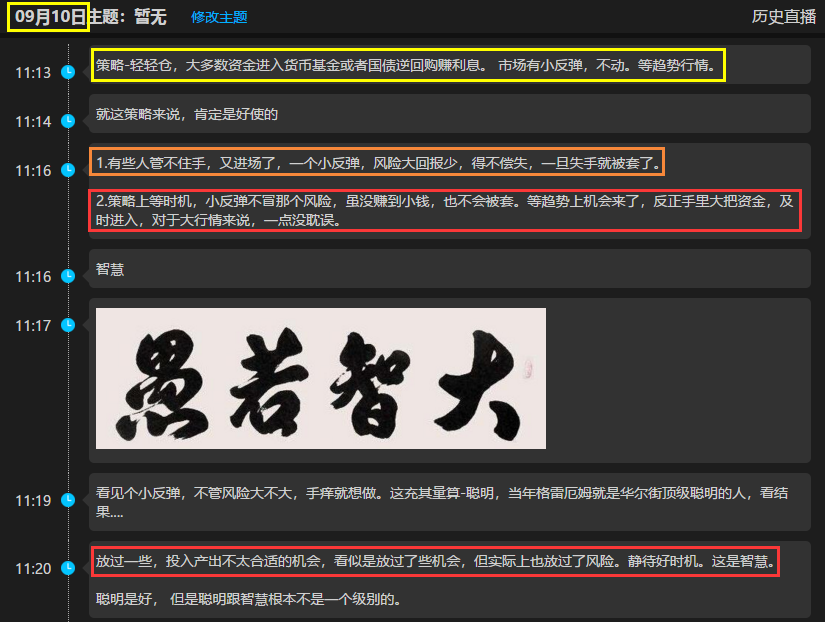 09月10日主题：暂无 修改主题 历史直播
11:13 策略-轻轻仓，大多数资金进入货币基金或者国债逆回购赚利息。 市场有小反弹，不动。等趋势行情。
11:14 就这策略来说，肯定是好使的
11:16 1.有些人管不住手，又进场了，一个小反弹，风险大回报少，得不偿失，一旦失手就被套了。
2.策略上等时机，小反弹不冒那个风险，虽没赚到小钱，也不会被套。等趋势上机会来了，反正手里大把资金，及
时进入，对于大行情来说，一点没耽误。
11:16 智慧
11:17
愚若智大
11:19 看见个小反弹，不管风险大不大，手痒就想做。这充其量算-聪明，当年格雷厄姆就是华尔街顶级聪明的人，看结
果....
11:20 放过一些，投入产出不太合适的机会，看似是放过了些机会，但实际上也放过了风险。静待好时机。这是智慧。
聪明是好， 但是聪明跟智慧根本不是一个级别的。